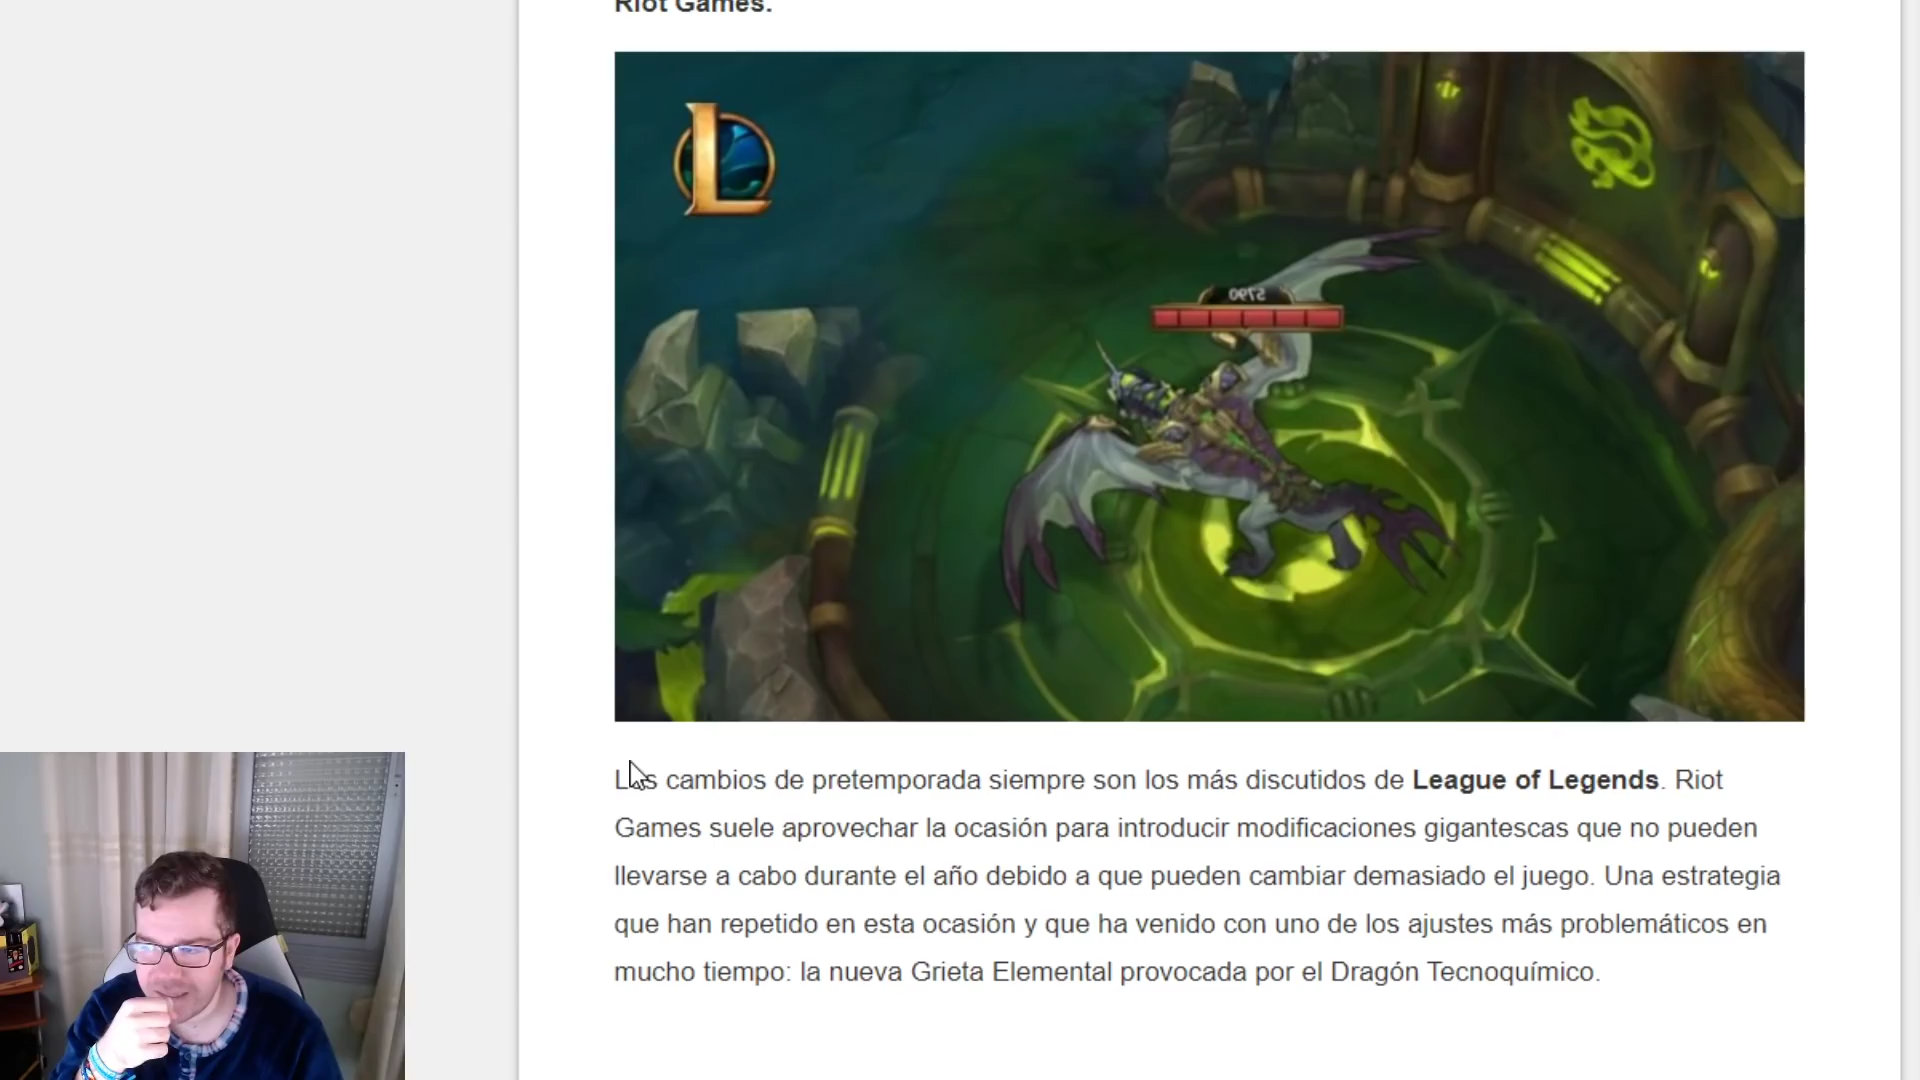 Riot Games.
5790
Los cambios de pretemporada siempre son los más discutidos de League of Legends. Riot
Games suele aprovechar la ocasión para introducir modificaciones gigantescas que no pueden
llevarse a cabo durante el año debido a que pueden cambiar demasiado el juego. Una estrategia
que han repetido en esta ocasión y que ha venido con uno de los ajustes más problemáticos en
mucho tiempo: la nueva Grieta Elemental provocada por el Dragón Tecnoquímico.